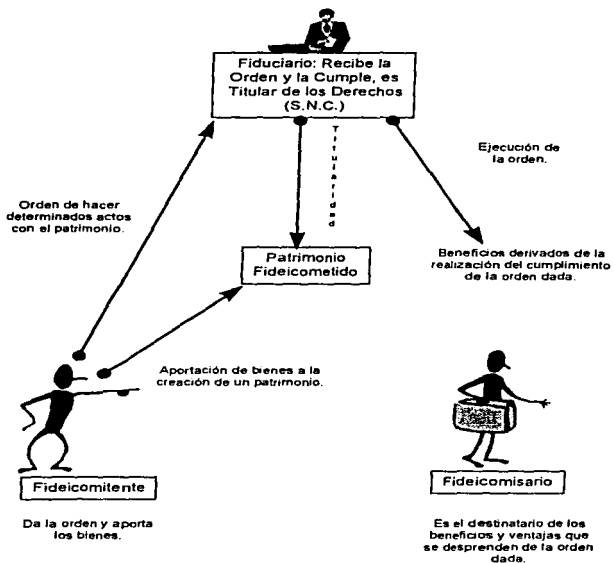 Fiduciario: Recibe la
Orden y la Cumple, es
Titular de los Derechos
(S.N.C.)
Titularidad
Ejecución de
la orden.
Orden de hacer
determinados actos
con el patrimonio.
Patrimonio
Fideicometido
Beneficios derivados de la
realización del cumplimiento
de la orden dada.
Aportación de bienes a la
creación de un patrimonio.
Fideicomitente
Da la orden y aporta
los bienes.
Fideicomisario
Es el destinatario de los
beneficios y ventajas que
se desprenden de la orden
dada.